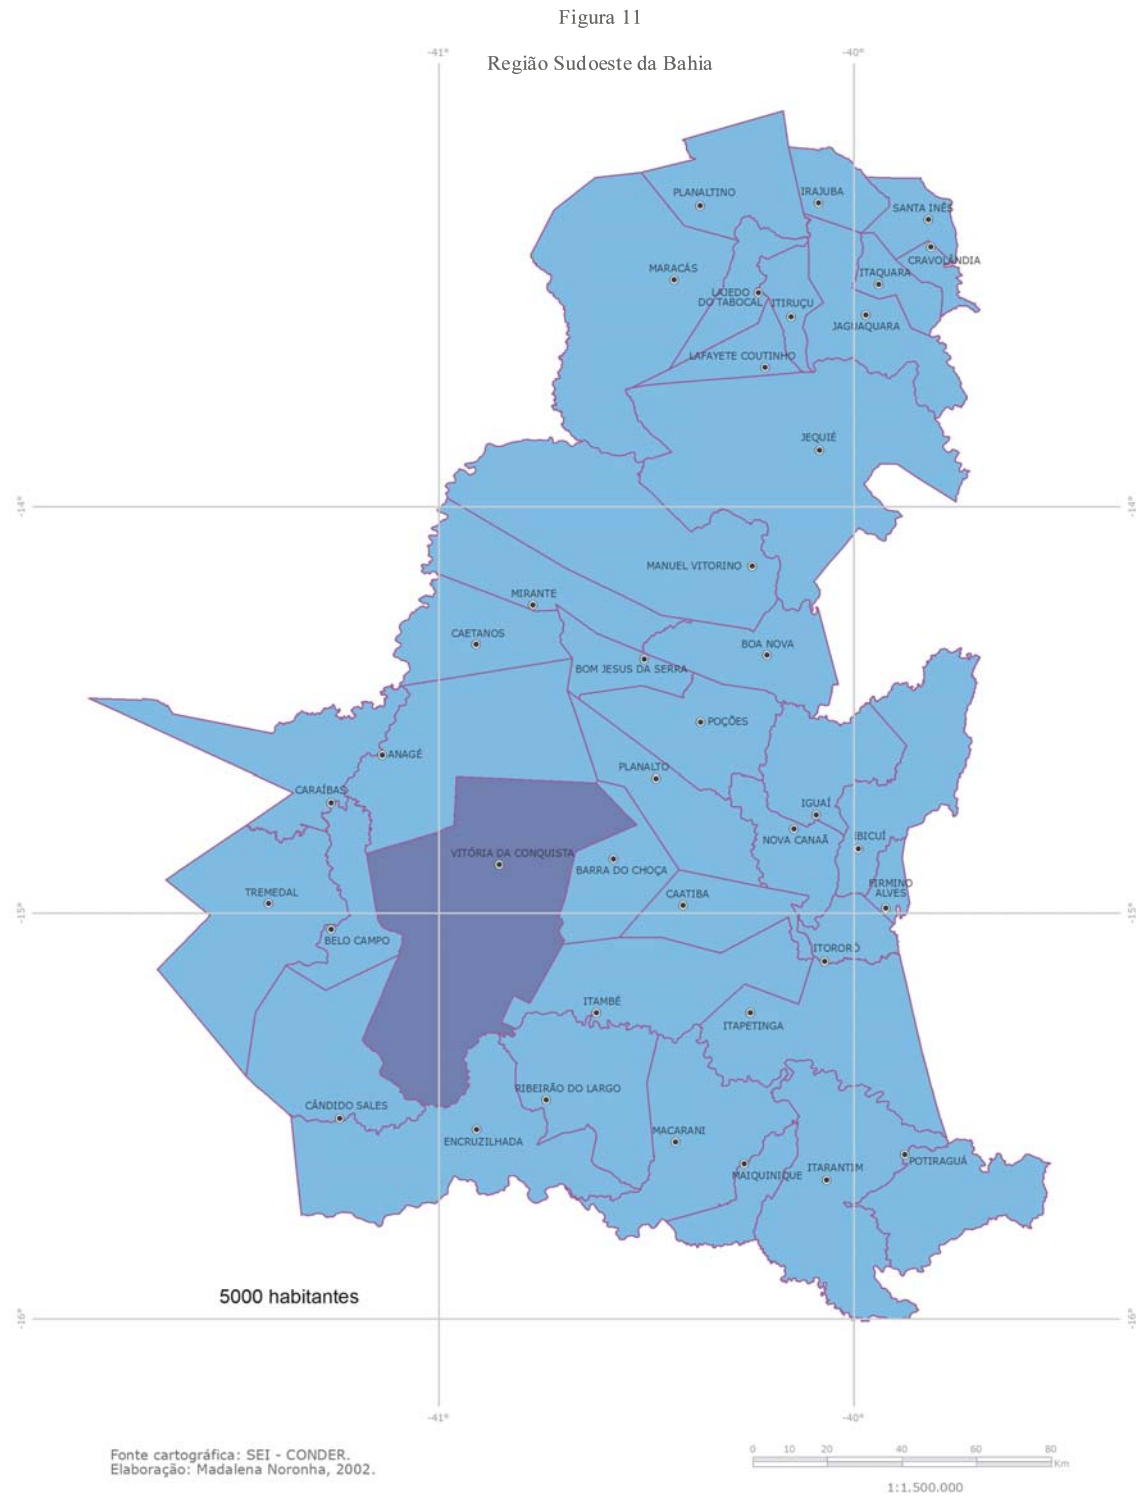 Figura 11
-41°
-40°
Região Sudoeste da Bahia
PLANALTINO
IRAJUBA
SANTA INÊS
CRAVOLÂNDIA
MARACÁS
ITAQUARA
LAJEDO
DO TABOCAL
ITIRUÇU
JAGUAQUARA
LAFAYETE COUTINHO
JEQUIÉ
-14°
-14°
MANUEL VITORINO
MIRANTE
CAETANOS
BOA NOVA
BOM JESUS DA SERRA
POÇÕES
ANAGÉ
PLANALTO
CARAÍBAS
IGUAÍ
NOVA CANAÃ
IBICUÍ
VITÓRIA DA CONQUISTA
BARRA DO CHOÇA
FIRMINO
ALVES
TREMEDAL
CAATIBA
-15°
-15°
BELO CAMPO
ITORORÓ
ITAMBÉ
ITAPETINGA
RIBEIRÃO DO LARGO
CÂNDIDO SALES
ENCRUZILHADA
MACARANI
MAIQUINIQUE
ITARANTIM
POTIRAGUÁ
5000 habitantes
-16°
-16°
-41°
-40°
Fonte cartográfica: SEI - CONDER.
Elaboração: Madalena Noronha, 2002.
0 10 20 40 60 80
Km
1:1.500.000